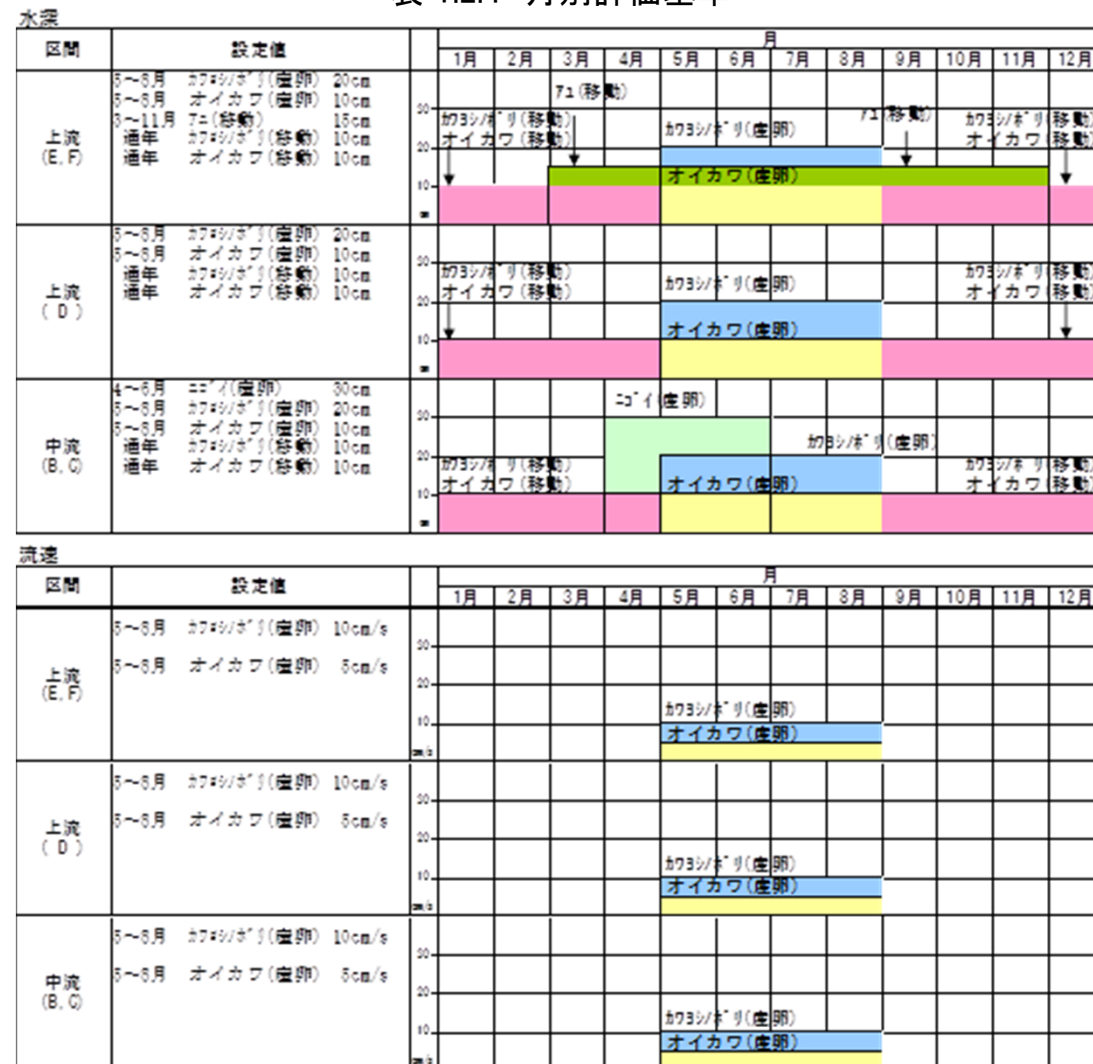 水深
区間 設定値 月
1月 2月 3月 4月 5月 6月 7月 8月 9月 10月 11月 12月
上流
(E, F)
5～8月 ｶﾜﾖｼﾉﾎﾞﾘ(産卵) 20cm
5～8月 オイカワ(産卵) 10cm
3～11月 ｱﾕ(移動) 15cm
通年 ｶﾜﾖｼﾉﾎﾞﾘ(移動) 10cm
通年 オイカワ(移動) 10cm
30
20
10
ｱﾕ(移動)
ｶﾜﾖｼﾉﾎﾞﾘ(移動)
オイカワ(移動)
ｶﾜﾖｼﾉﾎﾞﾘ(産卵)
オイカワ(産卵)
ｱﾕ(移動)
ｶﾜﾖｼﾉﾎﾞﾘ(移動)
オイカワ(移動)
上流
( D )
5～8月 ｶﾜﾖｼﾉﾎﾞﾘ(産卵) 20cm
5～8月 オイカワ(産卵) 10cm
通年 ｶﾜﾖｼﾉﾎﾞﾘ(移動) 10cm
通年 オイカワ(移動) 10cm
30
20
10
ｶﾜﾖｼﾉﾎﾞﾘ(移動)
オイカワ(移動)
ｶﾜﾖｼﾉﾎﾞﾘ(産卵)
オイカワ(産卵)
ｶﾜﾖｼﾉﾎﾞﾘ(移動)
オイカワ(移動)
中流
(B, C)
4～6月 ﾆｺﾞｲ(産卵) 30cm
5～8月 ｶﾜﾖｼﾉﾎﾞﾘ(産卵) 20cm
5～8月 オイカワ(産卵) 10cm
通年 ｶﾜﾖｼﾉﾎﾞﾘ(移動) 10cm
通年 オイカワ(移動) 10cm
30
20
10
ﾆｺﾞｲ(産卵)
ｶﾜﾖｼﾉﾎﾞﾘ(移動)
オイカワ(移動)
オイカワ(産卵)
ｶﾜﾖｼﾉﾎﾞﾘ(産卵)
ｶﾜﾖｼﾉﾎﾞﾘ(移動)
オイカワ(移動)
流速
区間 設定値 月
1月 2月 3月 4月 5月 6月 7月 8月 9月 10月 11月 12月
上流
(E, F)
5～8月 ｶﾜﾖｼﾉﾎﾞﾘ(産卵) 10cm/s
5～8月 オイカワ(産卵) 5cm/s
30
20
10
ｶﾜﾖｼﾉﾎﾞﾘ(産卵)
オイカワ(産卵)
上流
( D )
5～8月 ｶﾜﾖｼﾉﾎﾞﾘ(産卵) 10cm/s
5～8月 オイカワ(産卵) 5cm/s
30
20
10
ｶﾜﾖｼﾉﾎﾞﾘ(産卵)
オイカワ(産卵)
中流
(B, C)
5～8月 ｶﾜﾖｼﾉﾎﾞﾘ(産卵) 10cm/s
5～8月 オイカワ(産卵) 5cm/s
30
20
10
ｶﾜﾖｼﾉﾎﾞﾘ(産卵)
オイカワ(産卵)